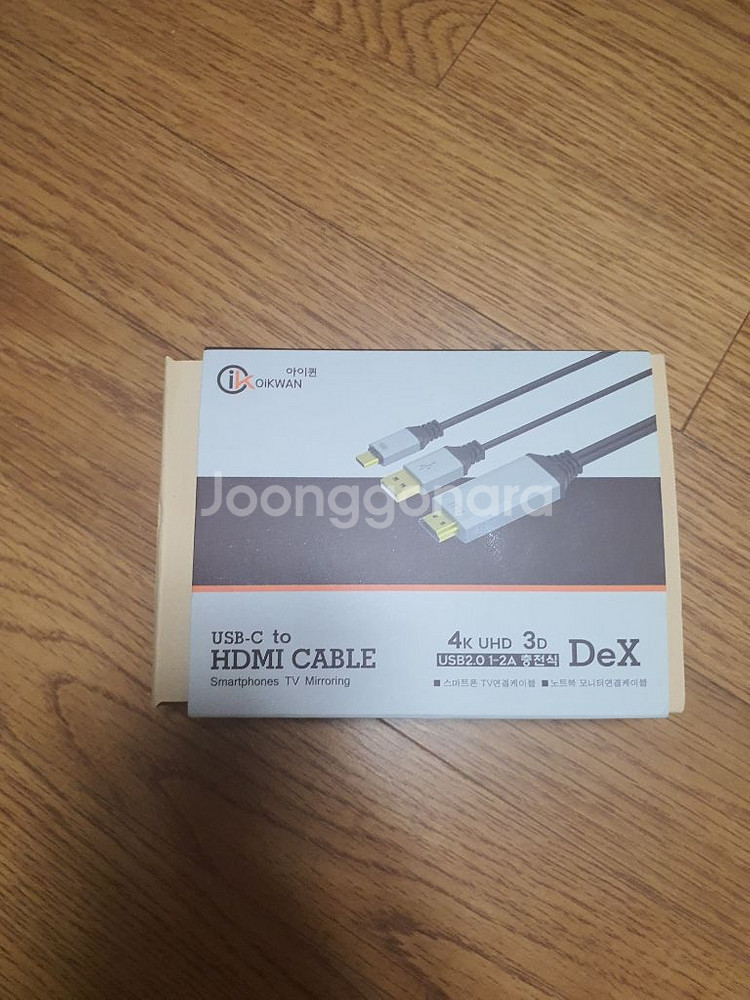 아이퀸
iK OiKWAN
Joonggonara
USB-C to
HDMI CABLE
Smartphones TV Mirroring
4K UHD 3D
USB2.0 1-2A 충전식
DeX
■ 스마트폰 TV연결케이블 ■ 노트북 모니터연결케이블